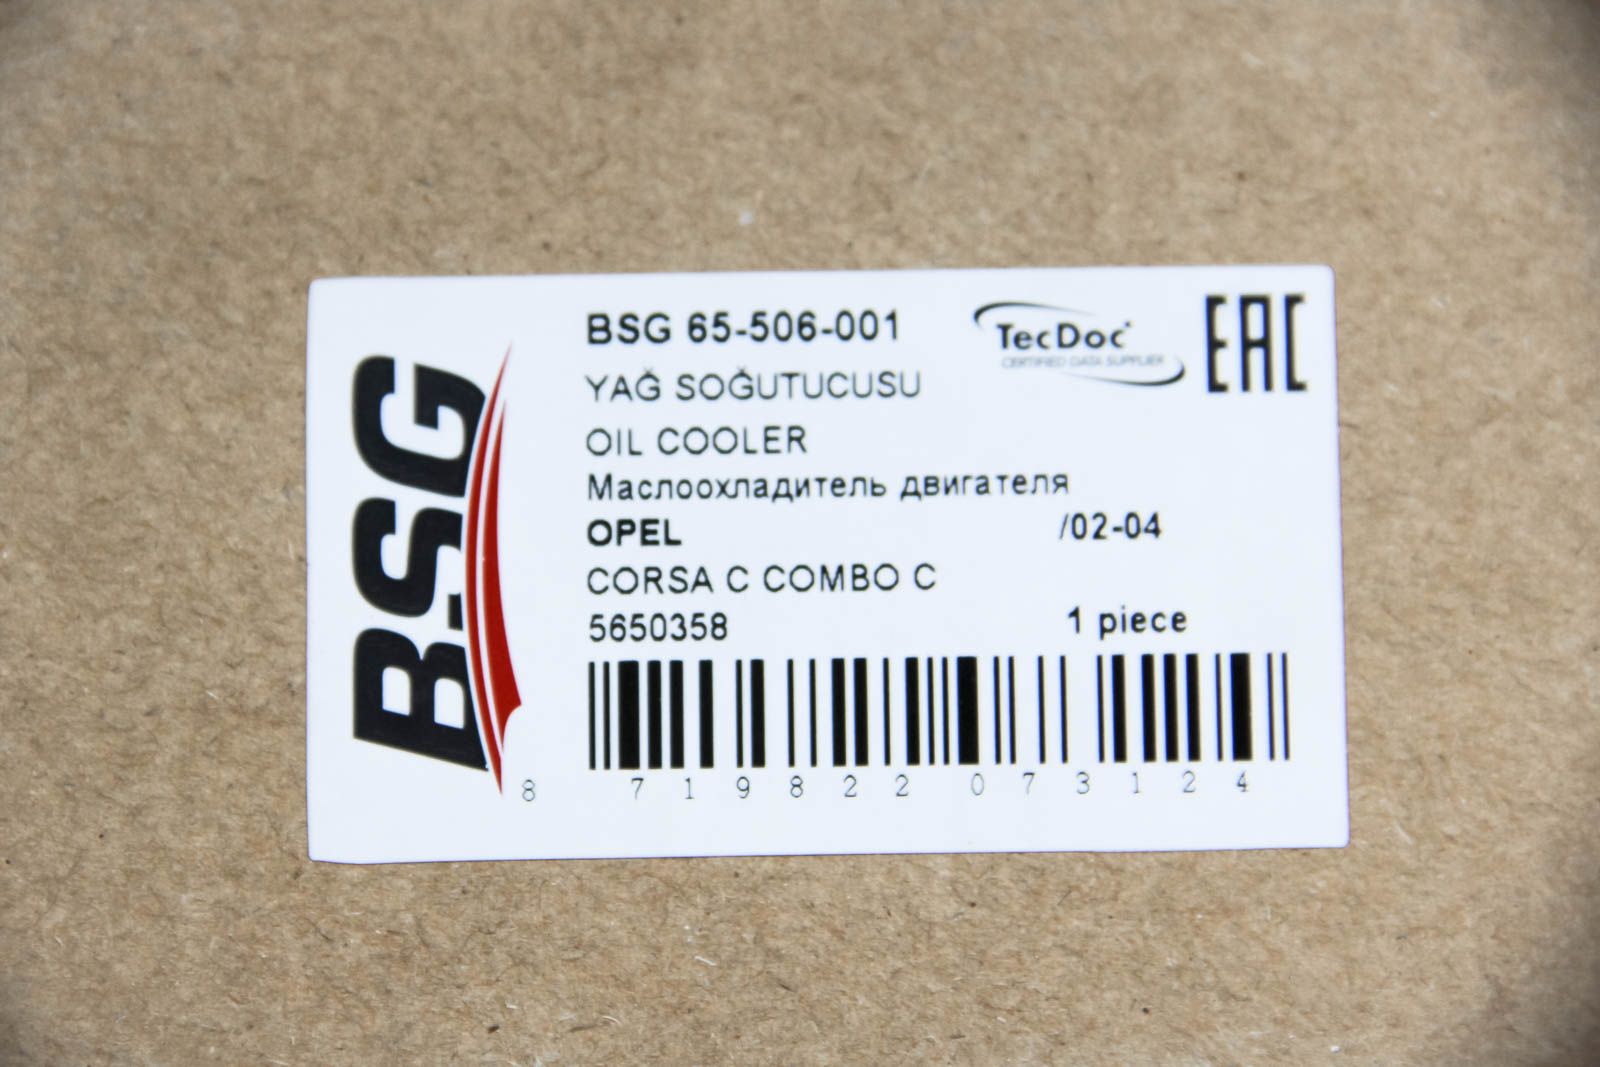 BSG
BSG 65-506-001
TecDoc
CERTIFIED DATA SUPPLIER
EAC
YAĞ SOĞUTUCUSU
OIL COOLER
Маслоохладитель двигателя
OPEL /02-04
CORSA C COMBO C
5650358 1 piece
8 719822 073124